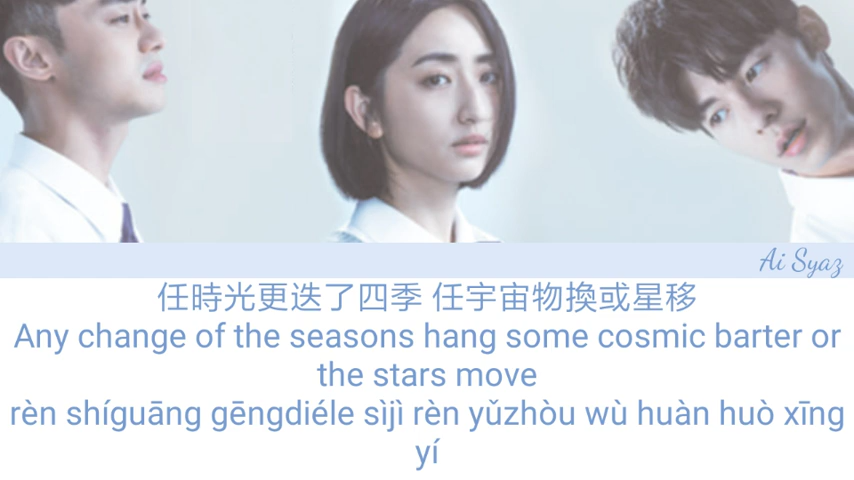 Ai Syaz
任時光更迭了四季 任宇宙物換或星移
Any change of the seasons hang some cosmic barter or
the stars move
rèn shíguāng gēngdiéle sìjì rèn yǔzhòu wù huàn huò xīng
yí